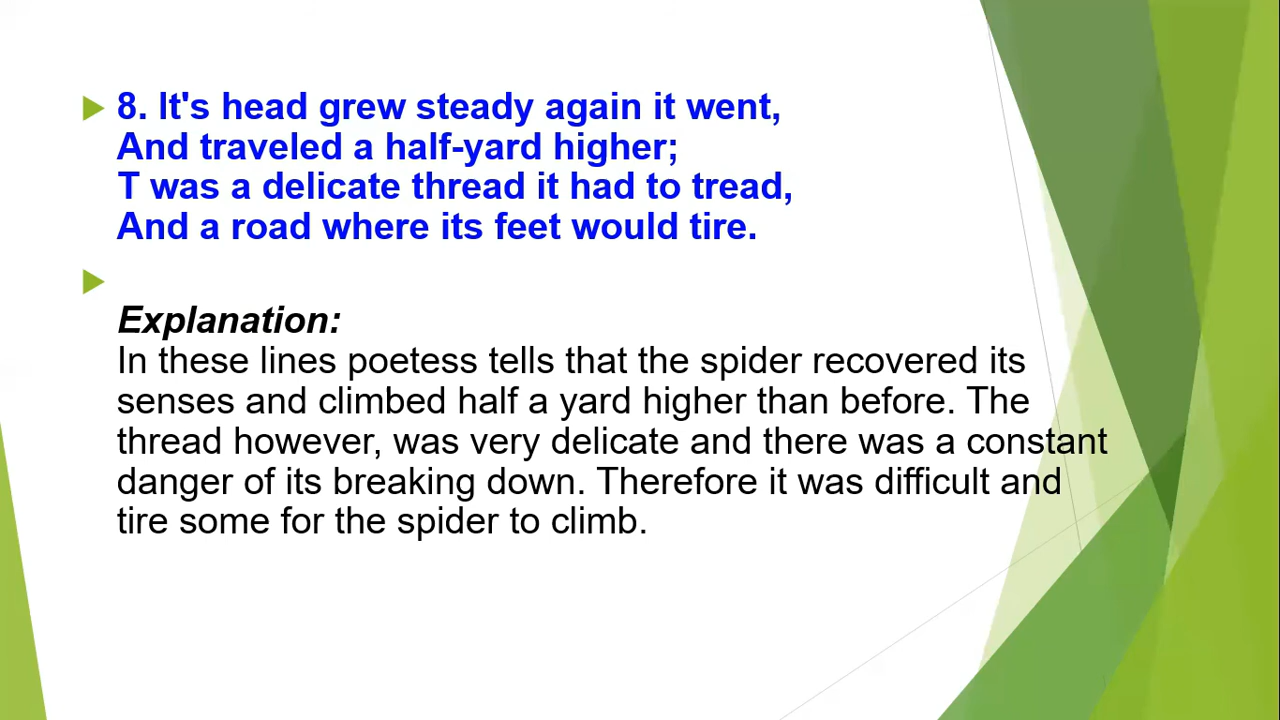 8. It's head grew steady again it went,
And traveled a half-yard higher;
T was a delicate thread it had to tread,
And a road where its feet would tire.
Explanation:
In these lines poetess tells that the spider recovered its
senses and climbed half a yard higher than before. The
thread however, was very delicate and there was a constant
danger of its breaking down. Therefore it was difficult and
tire some for the spider to climb.